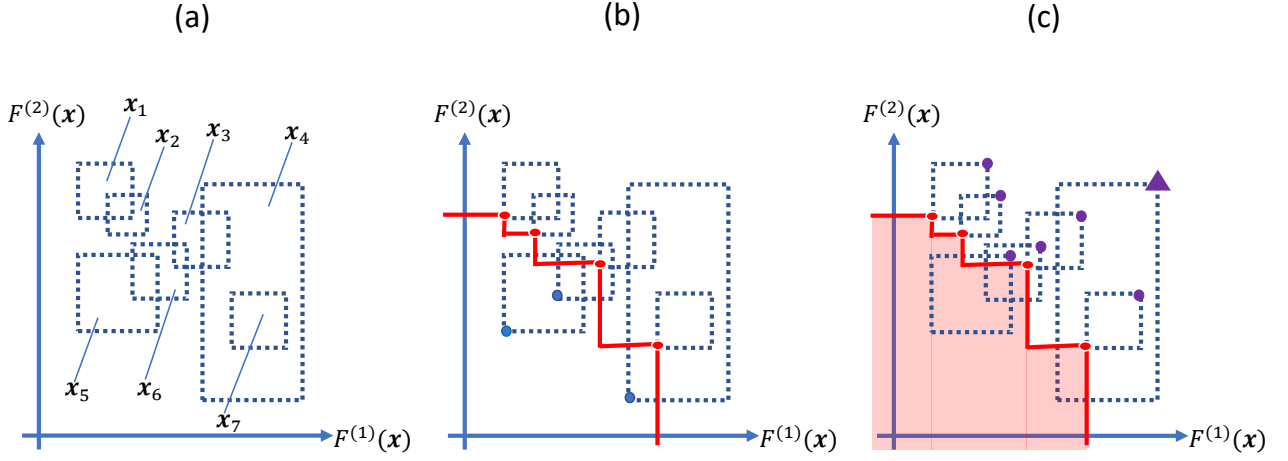 (a)
(b)
(c)
F^{(2)}(x)
x_1
x_2
x_3
x_4
x_5
x_6
x_7
F^{(1)}(x)
F^{(2)}(x)
F^{(1)}(x)
F^{(2)}(x)
F^{(1)}(x)